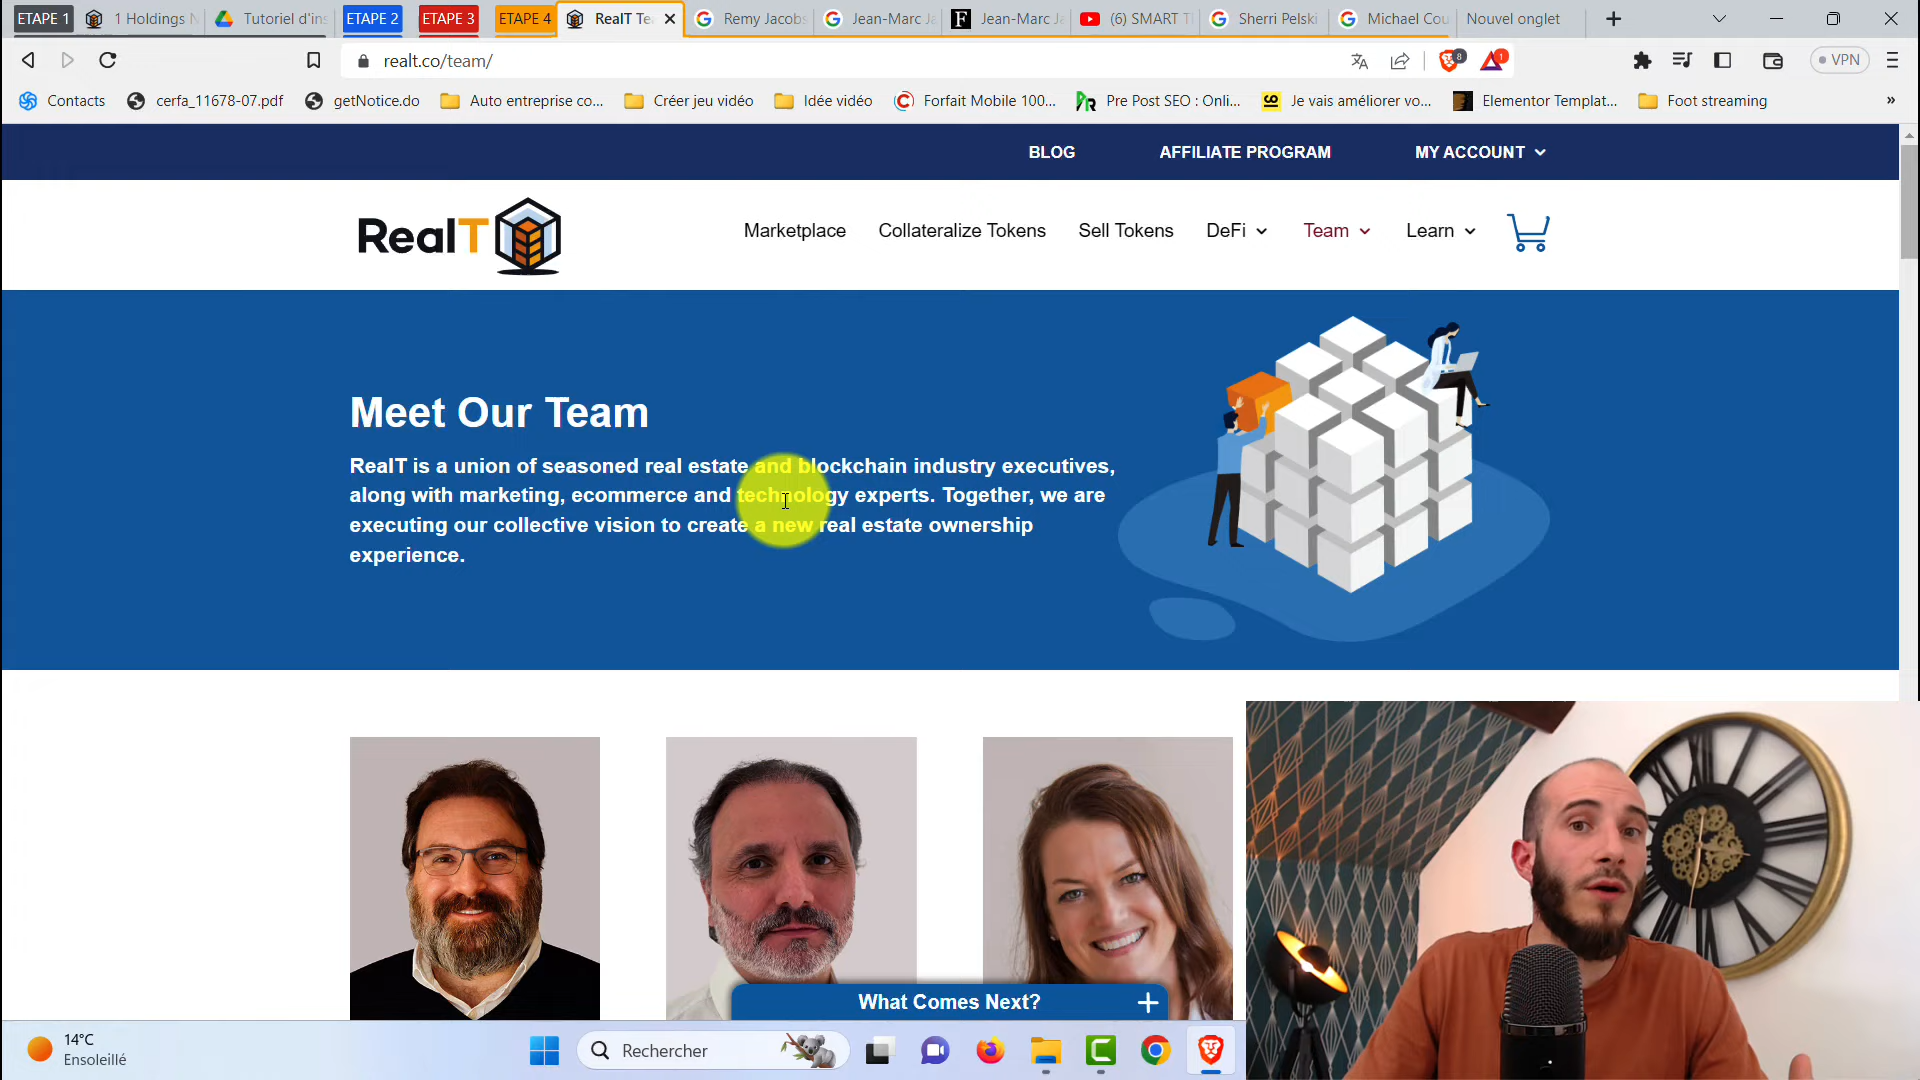 ETAPE 1
1 Holdings N
Tutoriel d'ins
ETAPE 2
ETAPE 3
ETAPE 4
RealT Te
Remy Jacobs
Jean-Marc Ja
F
Jean-Marc Ja
(6) SMART T
Sherri Pelski
Michael Cou
Nouvel onglet
realt.co/team/
8
1
VPN
Contacts
cerfa_11678-07.pdf
getNotice.do
Auto entreprise co...
Créer jeu vidéo
Idée vidéo
Forfait Mobile 100...
Pre Post SEO : Onli...
Je vais améliorer vo...
Elementor Templat...
Foot streaming
»
BLOG
AFFILIATE PROGRAM
MY ACCOUNT
RealT
Marketplace
Collateralize Tokens
Sell Tokens
DeFi
Team
Learn
Meet Our Team
RealT is a union of seasoned real estate and blockchain industry executives,
along with marketing, ecommerce and technology experts. Together, we are
executing our collective vision to create a new real estate ownership
experience.
What Comes Next? +
14°C
Ensoleillé
Rechercher